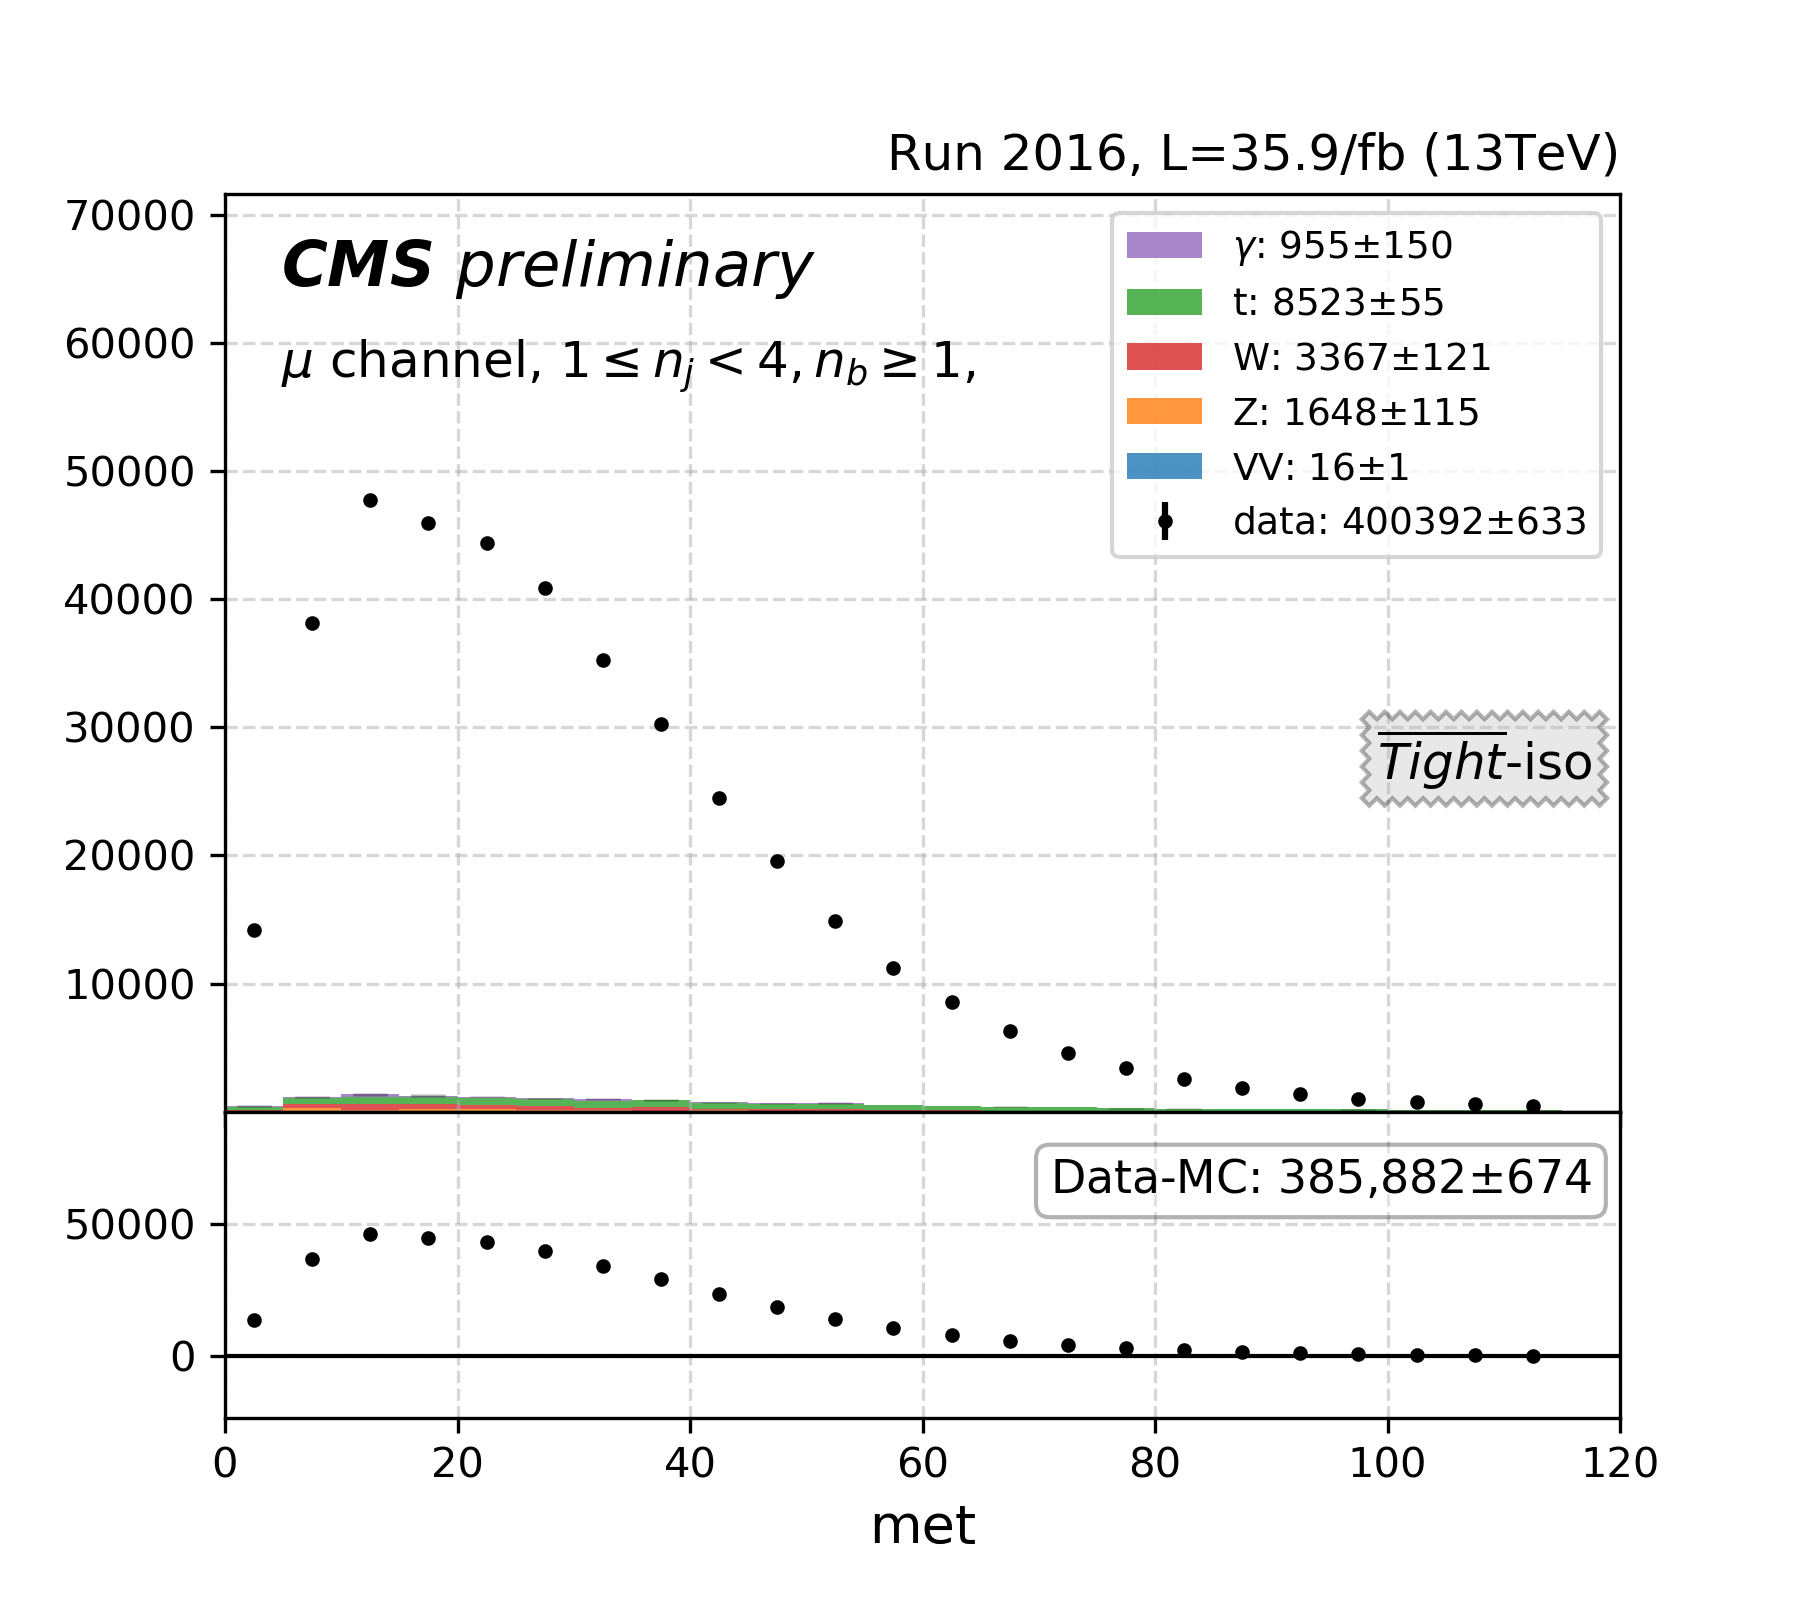 Run 2016, L=35.9/fb (13TeV)
70000
60000
50000
40000
30000
20000
10000
CMS preliminary
μ channel, 1 ≤ n_j < 4, n_b ≥ 1,
γ: 955±150
t: 8523±55
W: 3367±121
Z: 1648±115
VV: 16±1
data: 400392±633
T̅i̅g̅h̅t̅-iso
Data-MC: 385,882±674
50000
0
0 20 40 60 80 100 120
met